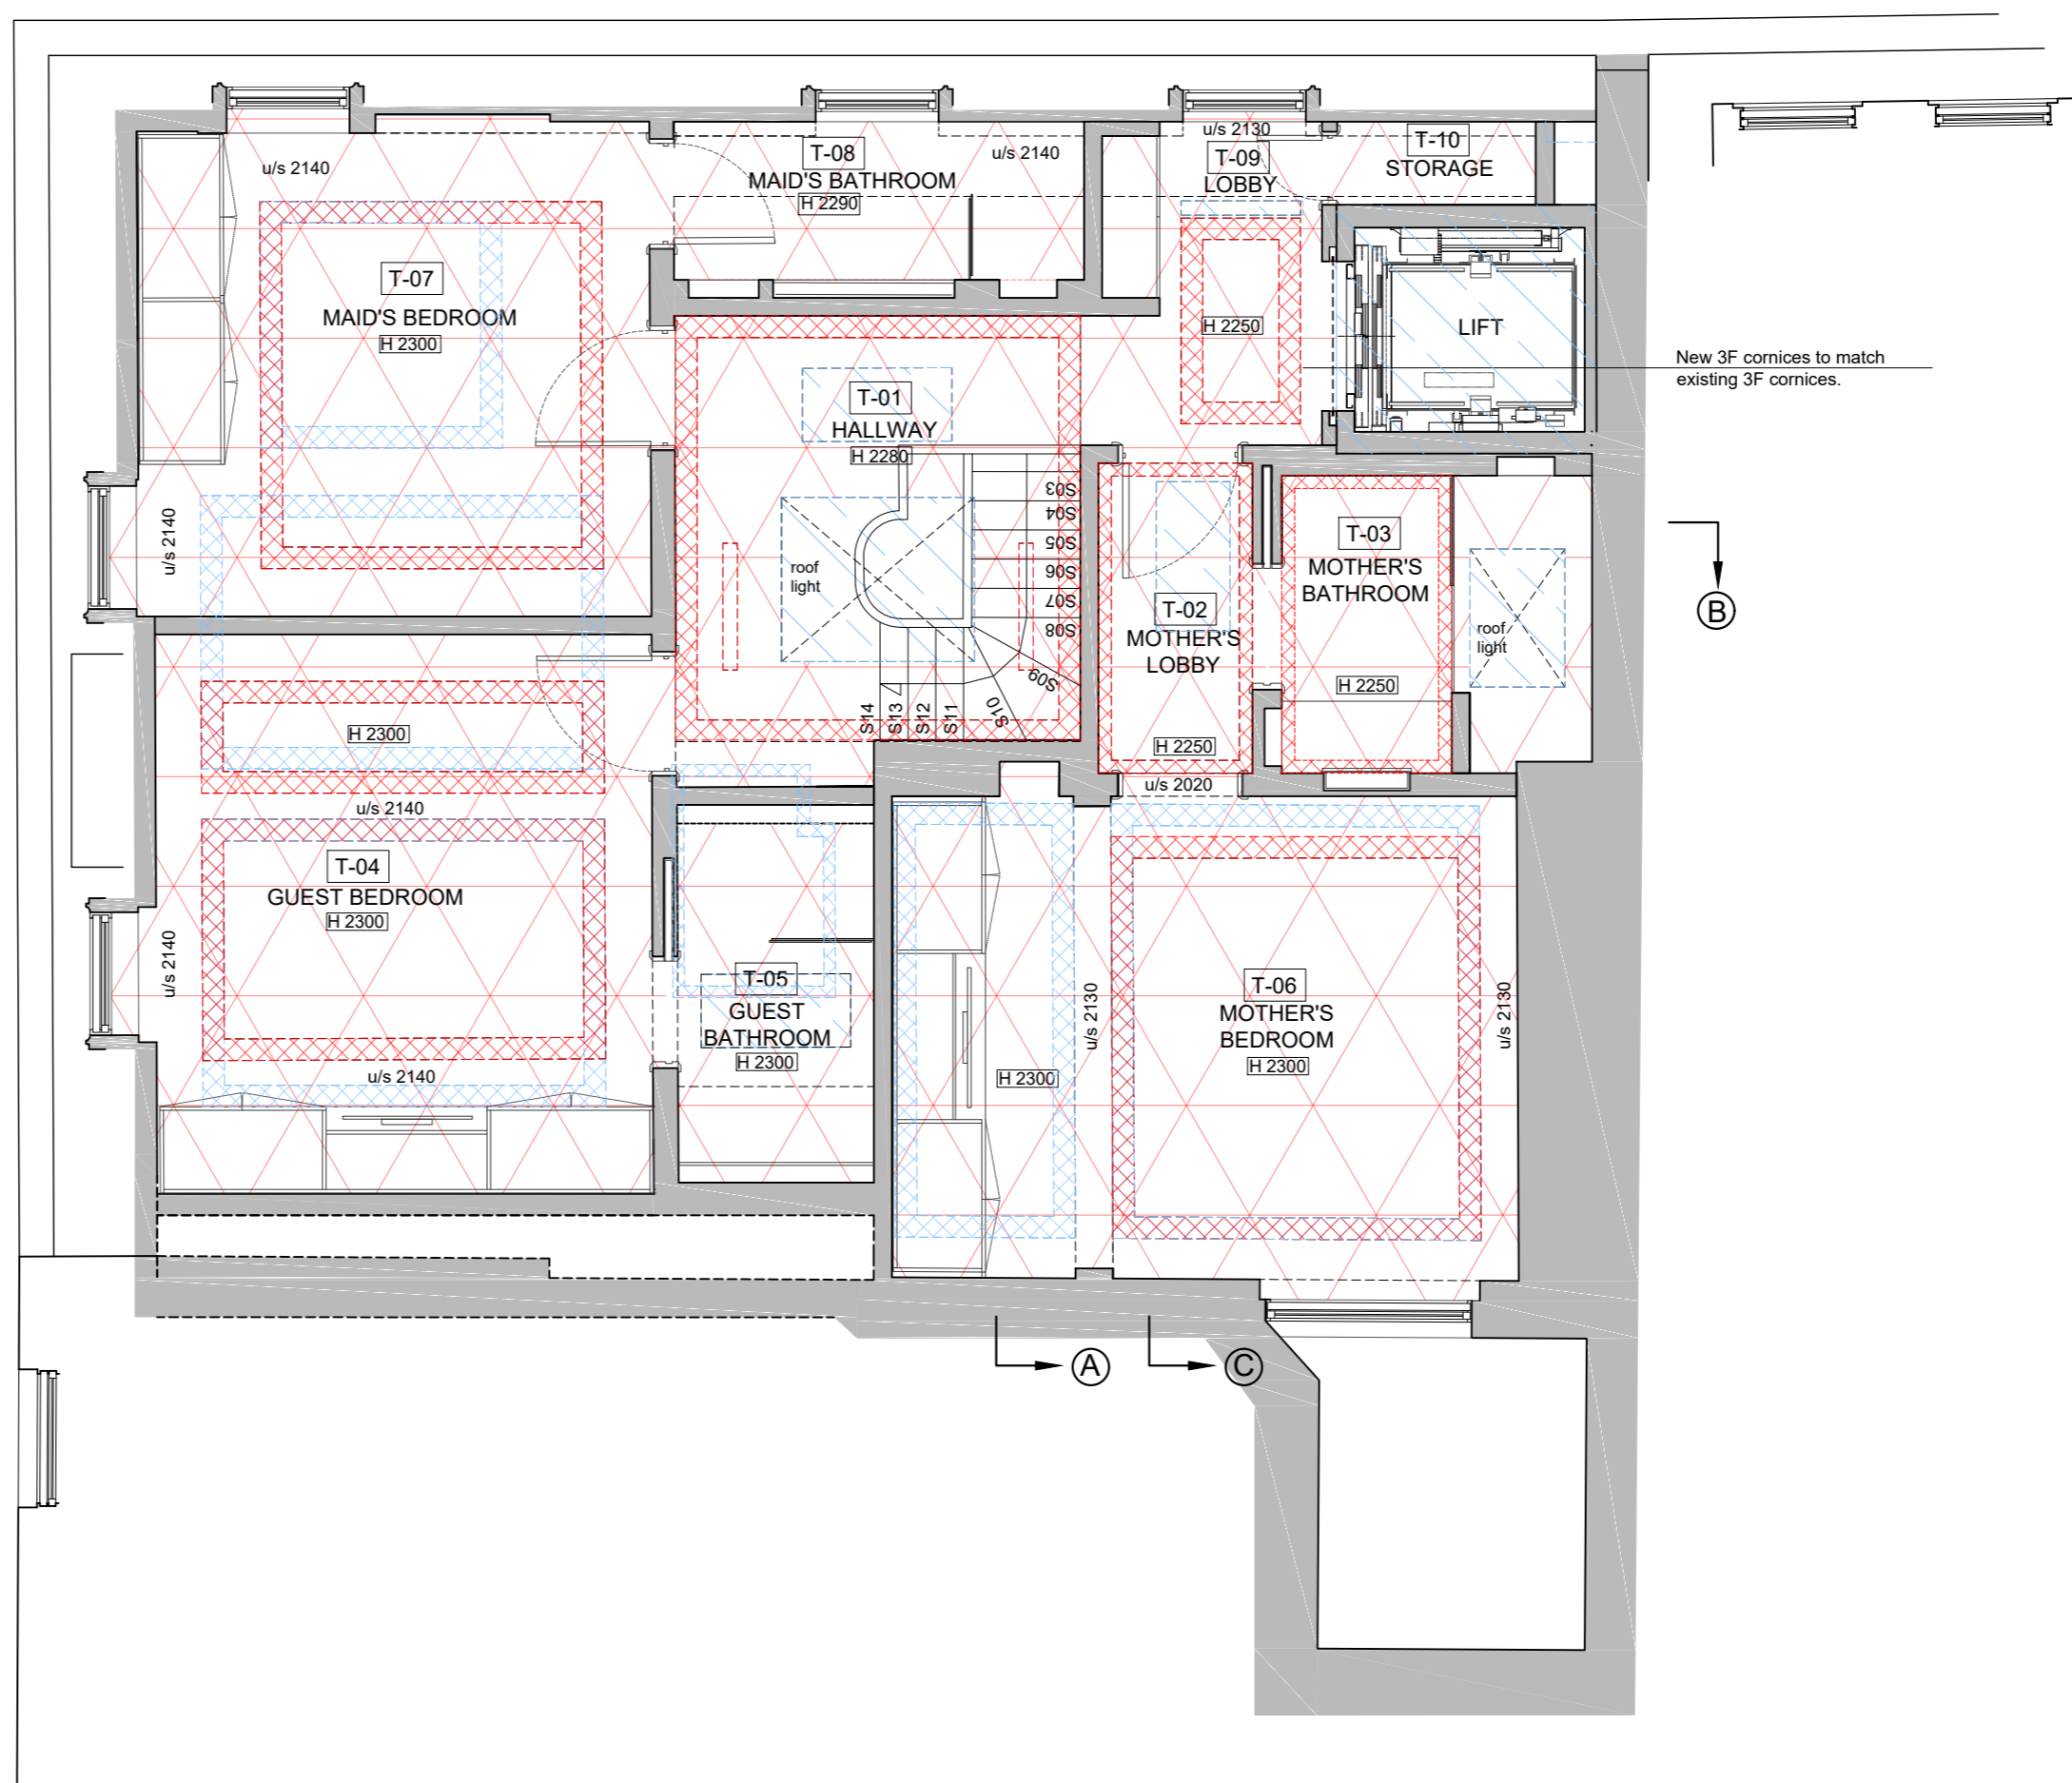 u/s 2140
T-08
MAID'S BATHROOM
H 2290
u/s 2140
u/s 2130
T-09
LOBBY
T-10
STORAGE
T-07
MAID'S BEDROOM
H 2300
H 2250
LIFT
New 3F cornices to match
existing 3F cornices.
T-01
HALLWAY
H 2280
S03
S04
S05
S06
S07
S08
S09
S10
S11
S12
S13
S14
roof
light
u/s 2140
T-02
MOTHER'S
LOBBY
H 2250
T-03
MOTHER'S
BATHROOM
H 2250
roof
light
B
H 2300
u/s 2140
T-04
GUEST BEDROOM
H 2300
u/s 2140
u/s 2140
T-05
GUEST
BATHROOM
H 2300
u/s 2020
H 2300
u/s 2130
T-06
MOTHER'S
BEDROOM
H 2300
u/s 2130
A
C